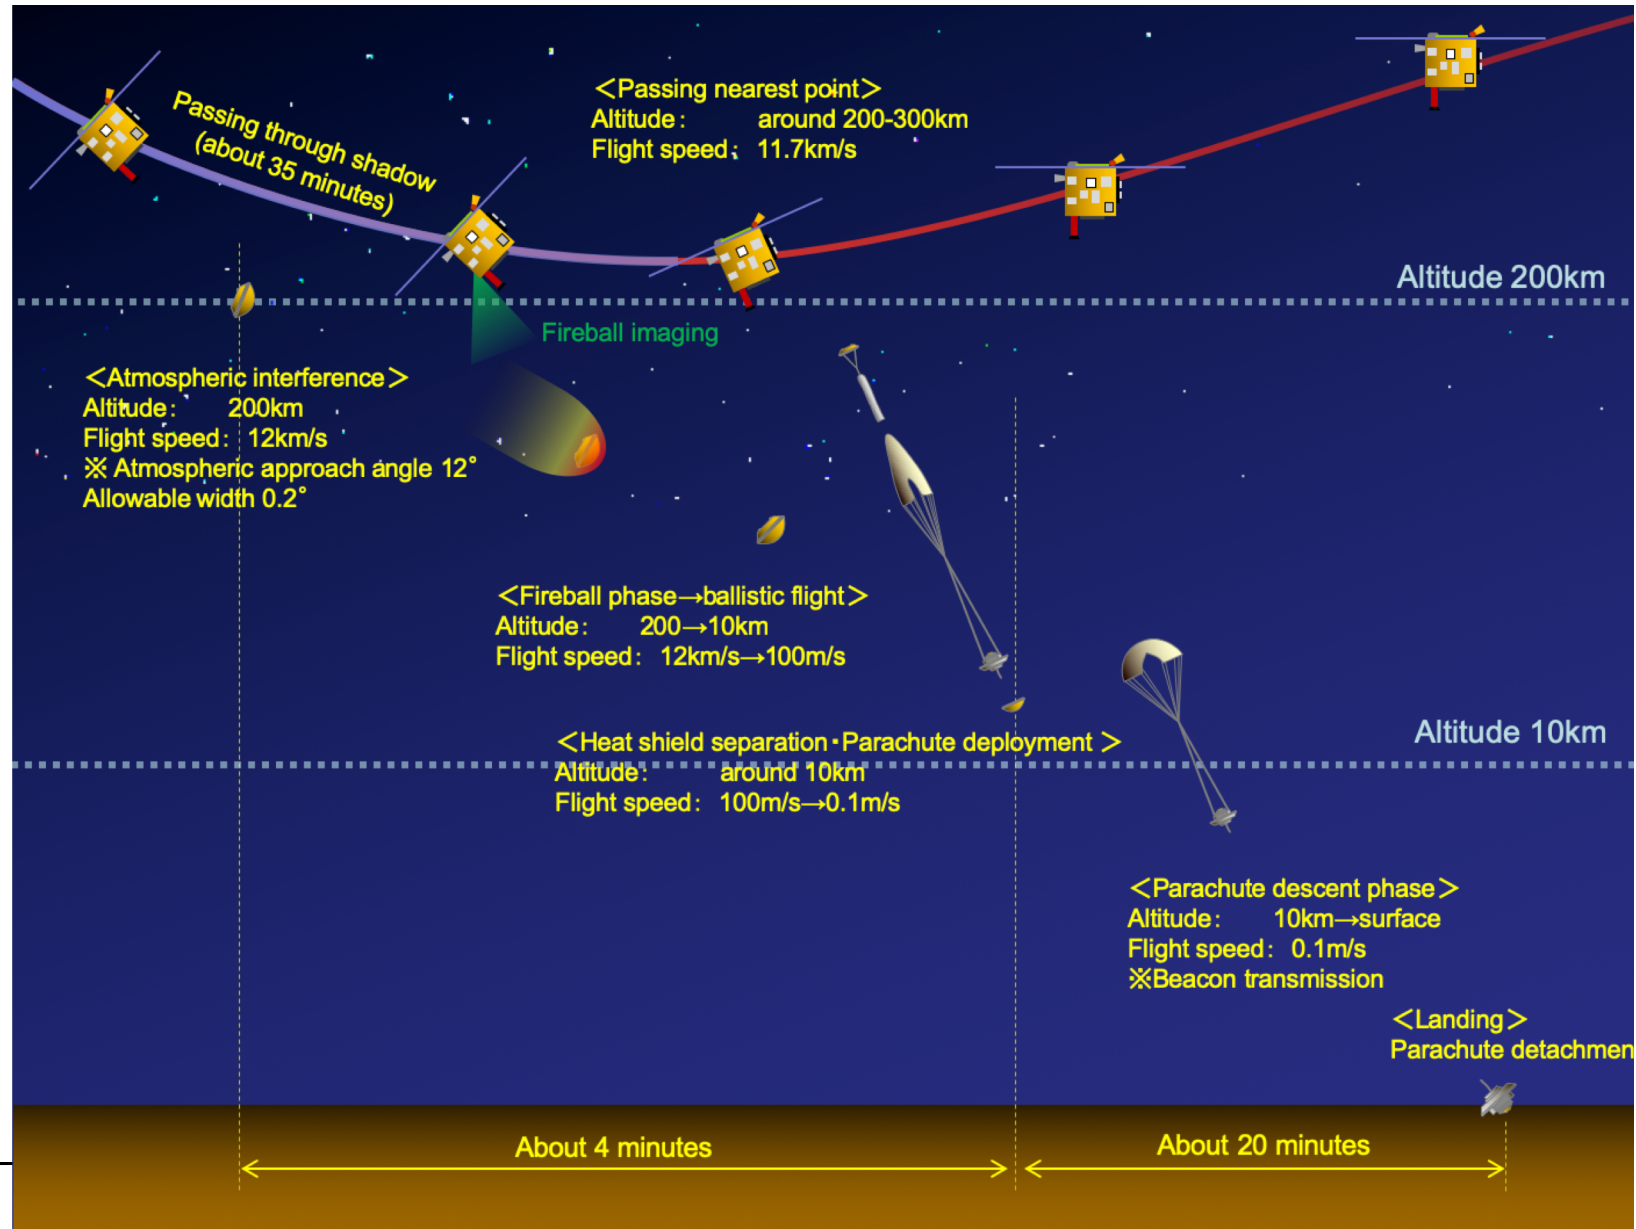 Passing through shadow
(about 35 minutes)
＜Passing nearest point＞
Altitude： around 200-300km
Flight speed： 11.7km/s
Altitude 200km
Fireball imaging
＜Atmospheric interference＞
Altitude： 200km
Flight speed： 12km/s
※ Atmospheric approach angle 12°
Allowable width 0.2°
＜Fireball phase→ballistic flight＞
Altitude： 200→10km
Flight speed： 12km/s→100m/s
Altitude 10km
＜Heat shield separation・Parachute deployment ＞
Altitude： around 10km
Flight speed： 100m/s→0.1m/s
＜Parachute descent phase＞
Altitude： 10km→surface
Flight speed： 0.1m/s
※Beacon transmission
＜Landing＞
Parachute detachmen
About 4 minutes
About 20 minutes